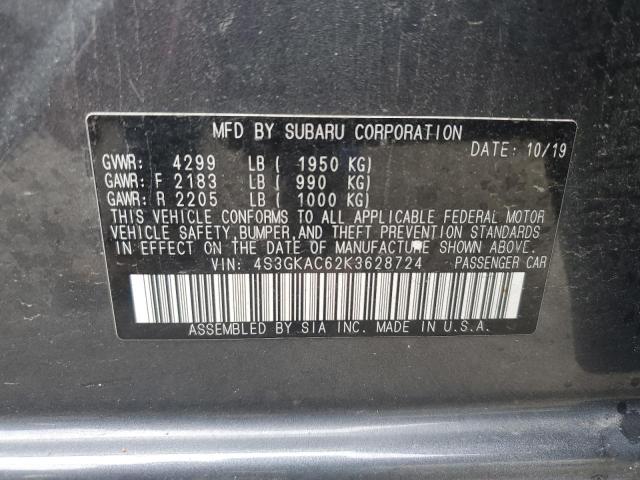 MFD BY SUBARU CORPORATION
DATE: 10/19
GVWR: 4299 LB ( 1950 KG)
GAWR: F 2183 LB ( 990 KG)
GAWR: R 2205 LB ( 1000 KG)
THIS VEHICLE CONFORMS TO ALL APPLICABLE FEDERAL MOTOR
VEHICLE SAFETY, BUMPER, AND THEFT PREVENTION STANDARDS
IN EFFECT ON THE DATE OF MANUFACTURE SHOWN ABOVE.
VIN: 4S3GKAC62K3628724 PASSENGER CAR
ASSEMBLED BY SIA INC. MADE IN U.S.A.